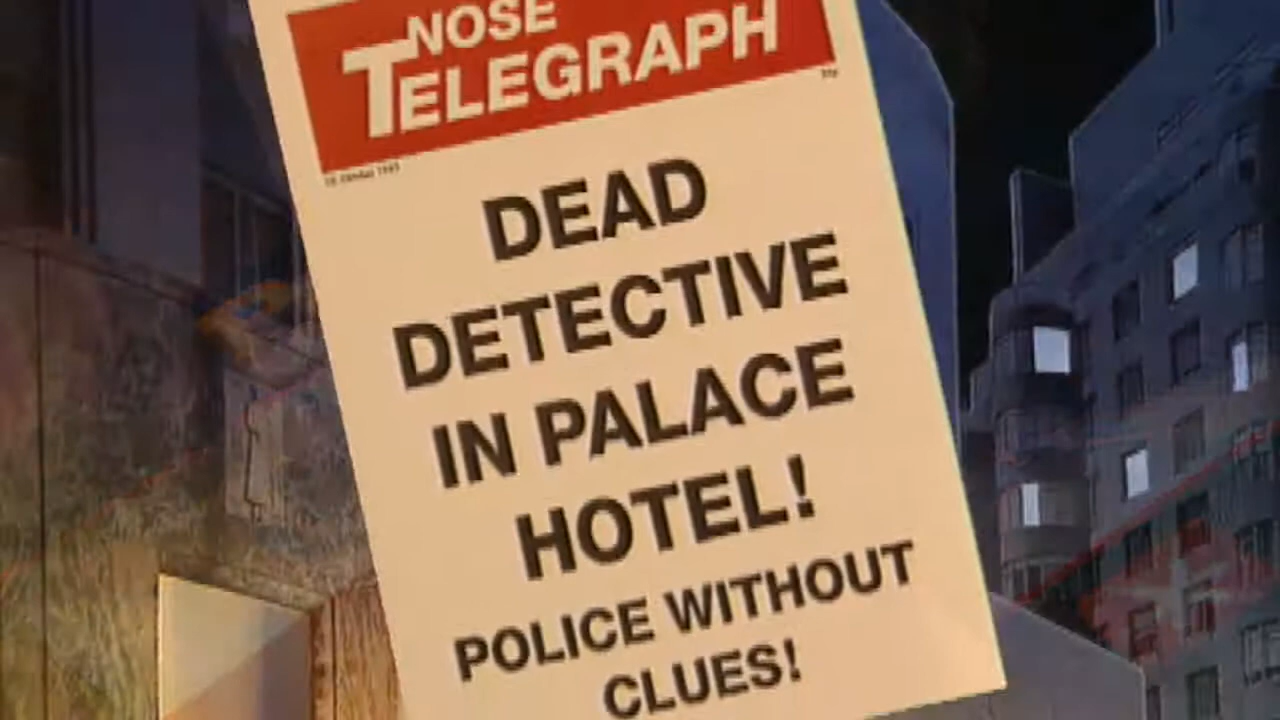 NOSE
TELEGRAPH
DEAD
DETECTIVE
IN PALACE
HOTEL!
POLICE WITHOUT
CLUES!